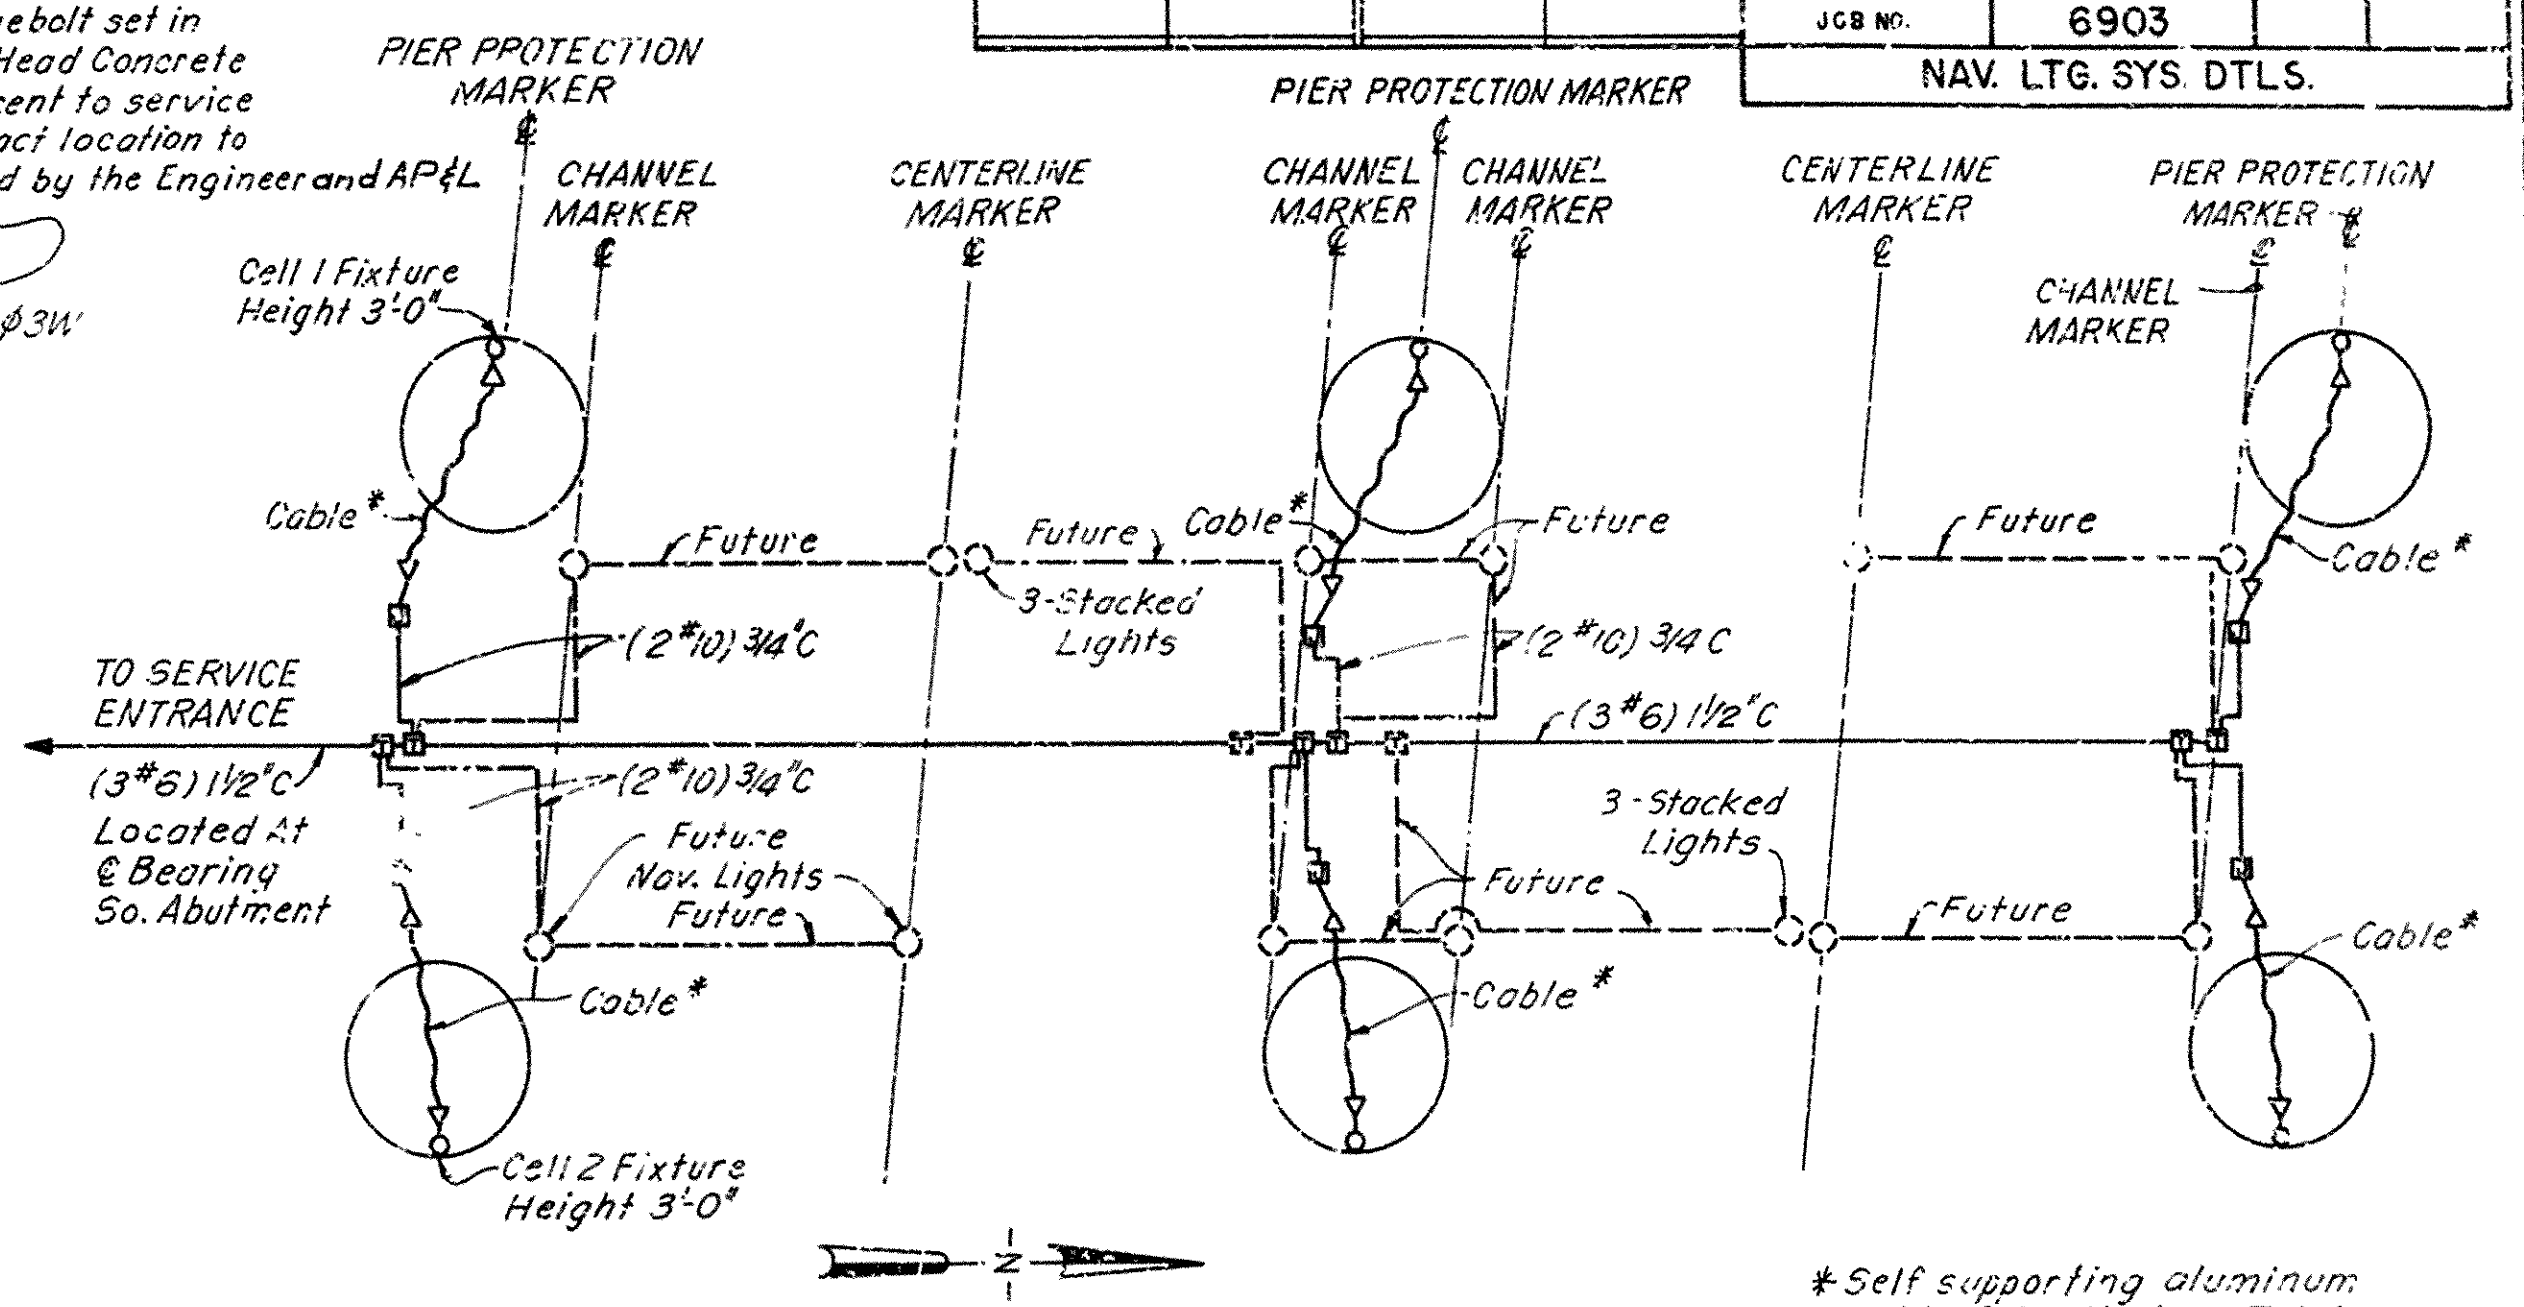 ebolt set in
Head Concrete
cent to service
act location to
d by the Engineer and AP&L
ϕ3W
PIER PROTECTION
MARKER
℄
CHANNEL
MARKER
℄
CENTERLINE
MARKER
℄
JOB NO.
6903
NAV. LTG. SYS. DTLS.
PIER PROTECTION MARKER
℄
CHANNEL
MARKER
℄
CHANNEL
MARKER
℄
CENTERLINE
MARKER
℄
PIER PROTECTION
MARKER
℄
℄
CHANNEL
MARKER
Cell 1 Fixture
Height 3'-0"
Cable *
Future
Future
Cable *
Future
Future
Cable *
3-Stacked
Lights
(2 #10) 3/4" C
(2 #10) 3/4 C
TO SERVICE
ENTRANCE
(3 #6) 1 1/2" C
(3 #6) 1 1/2" C
Located At
℄ Bearing
So. Abutment
(2 #10) 3/4" C
Future
Nav. Lights
Future
3-Stacked
Lights
Future
Future
Cable *
Cable *
Cable *
Cell 2 Fixture
Height 3'-0"
N
* Self supporting aluminum